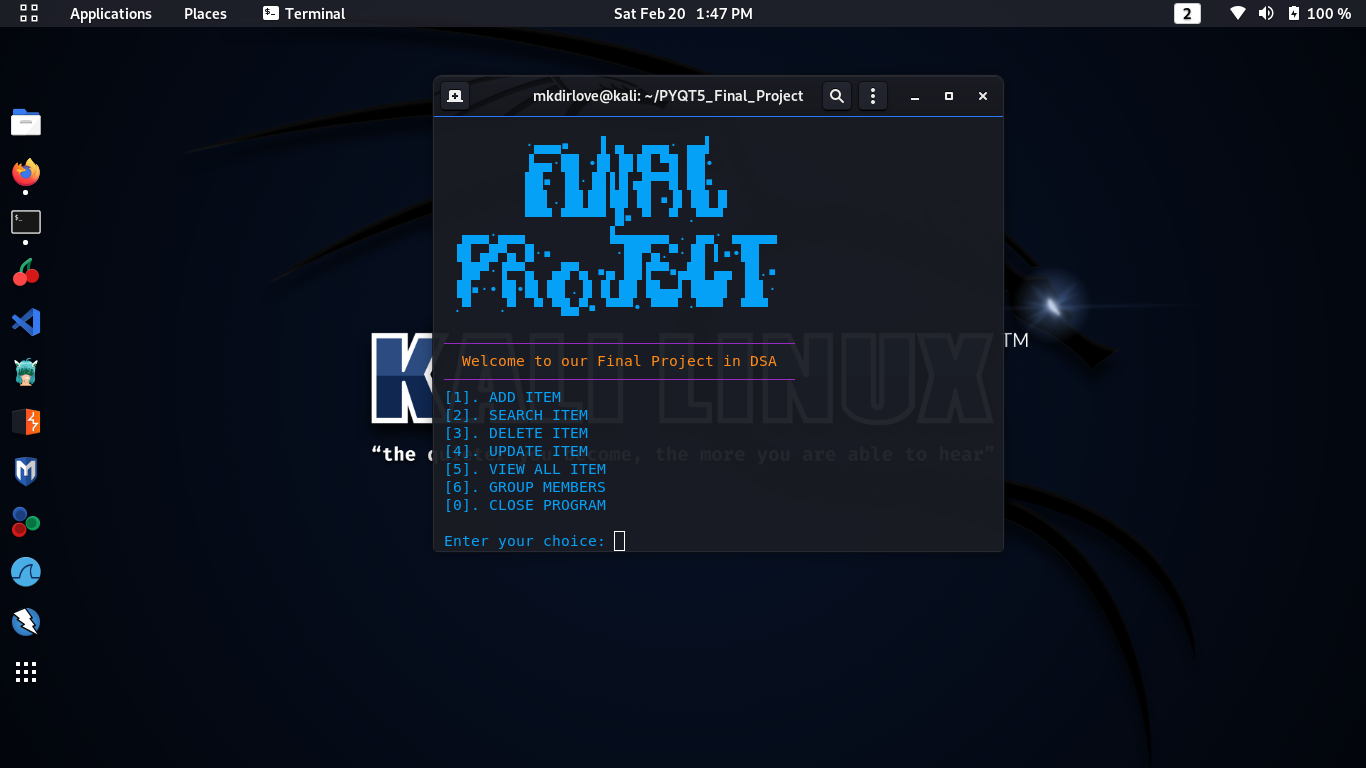 Applications Places Terminal Sat Feb 20 1:47 PM 2 100 %
mkdirlove@kali: ~/PYQT5_Final_Project
FINAL
PROJECT
Welcome to our Final Project in DSA
[1]. ADD ITEM
[2]. SEARCH ITEM
[3]. DELETE ITEM
[4]. UPDATE ITEM
[5]. VIEW ALL ITEM
[6]. GROUP MEMBERS
[0]. CLOSE PROGRAM
Enter your choice:
KALI LINUX TM
“the quieter you become, the more you are able to hear”